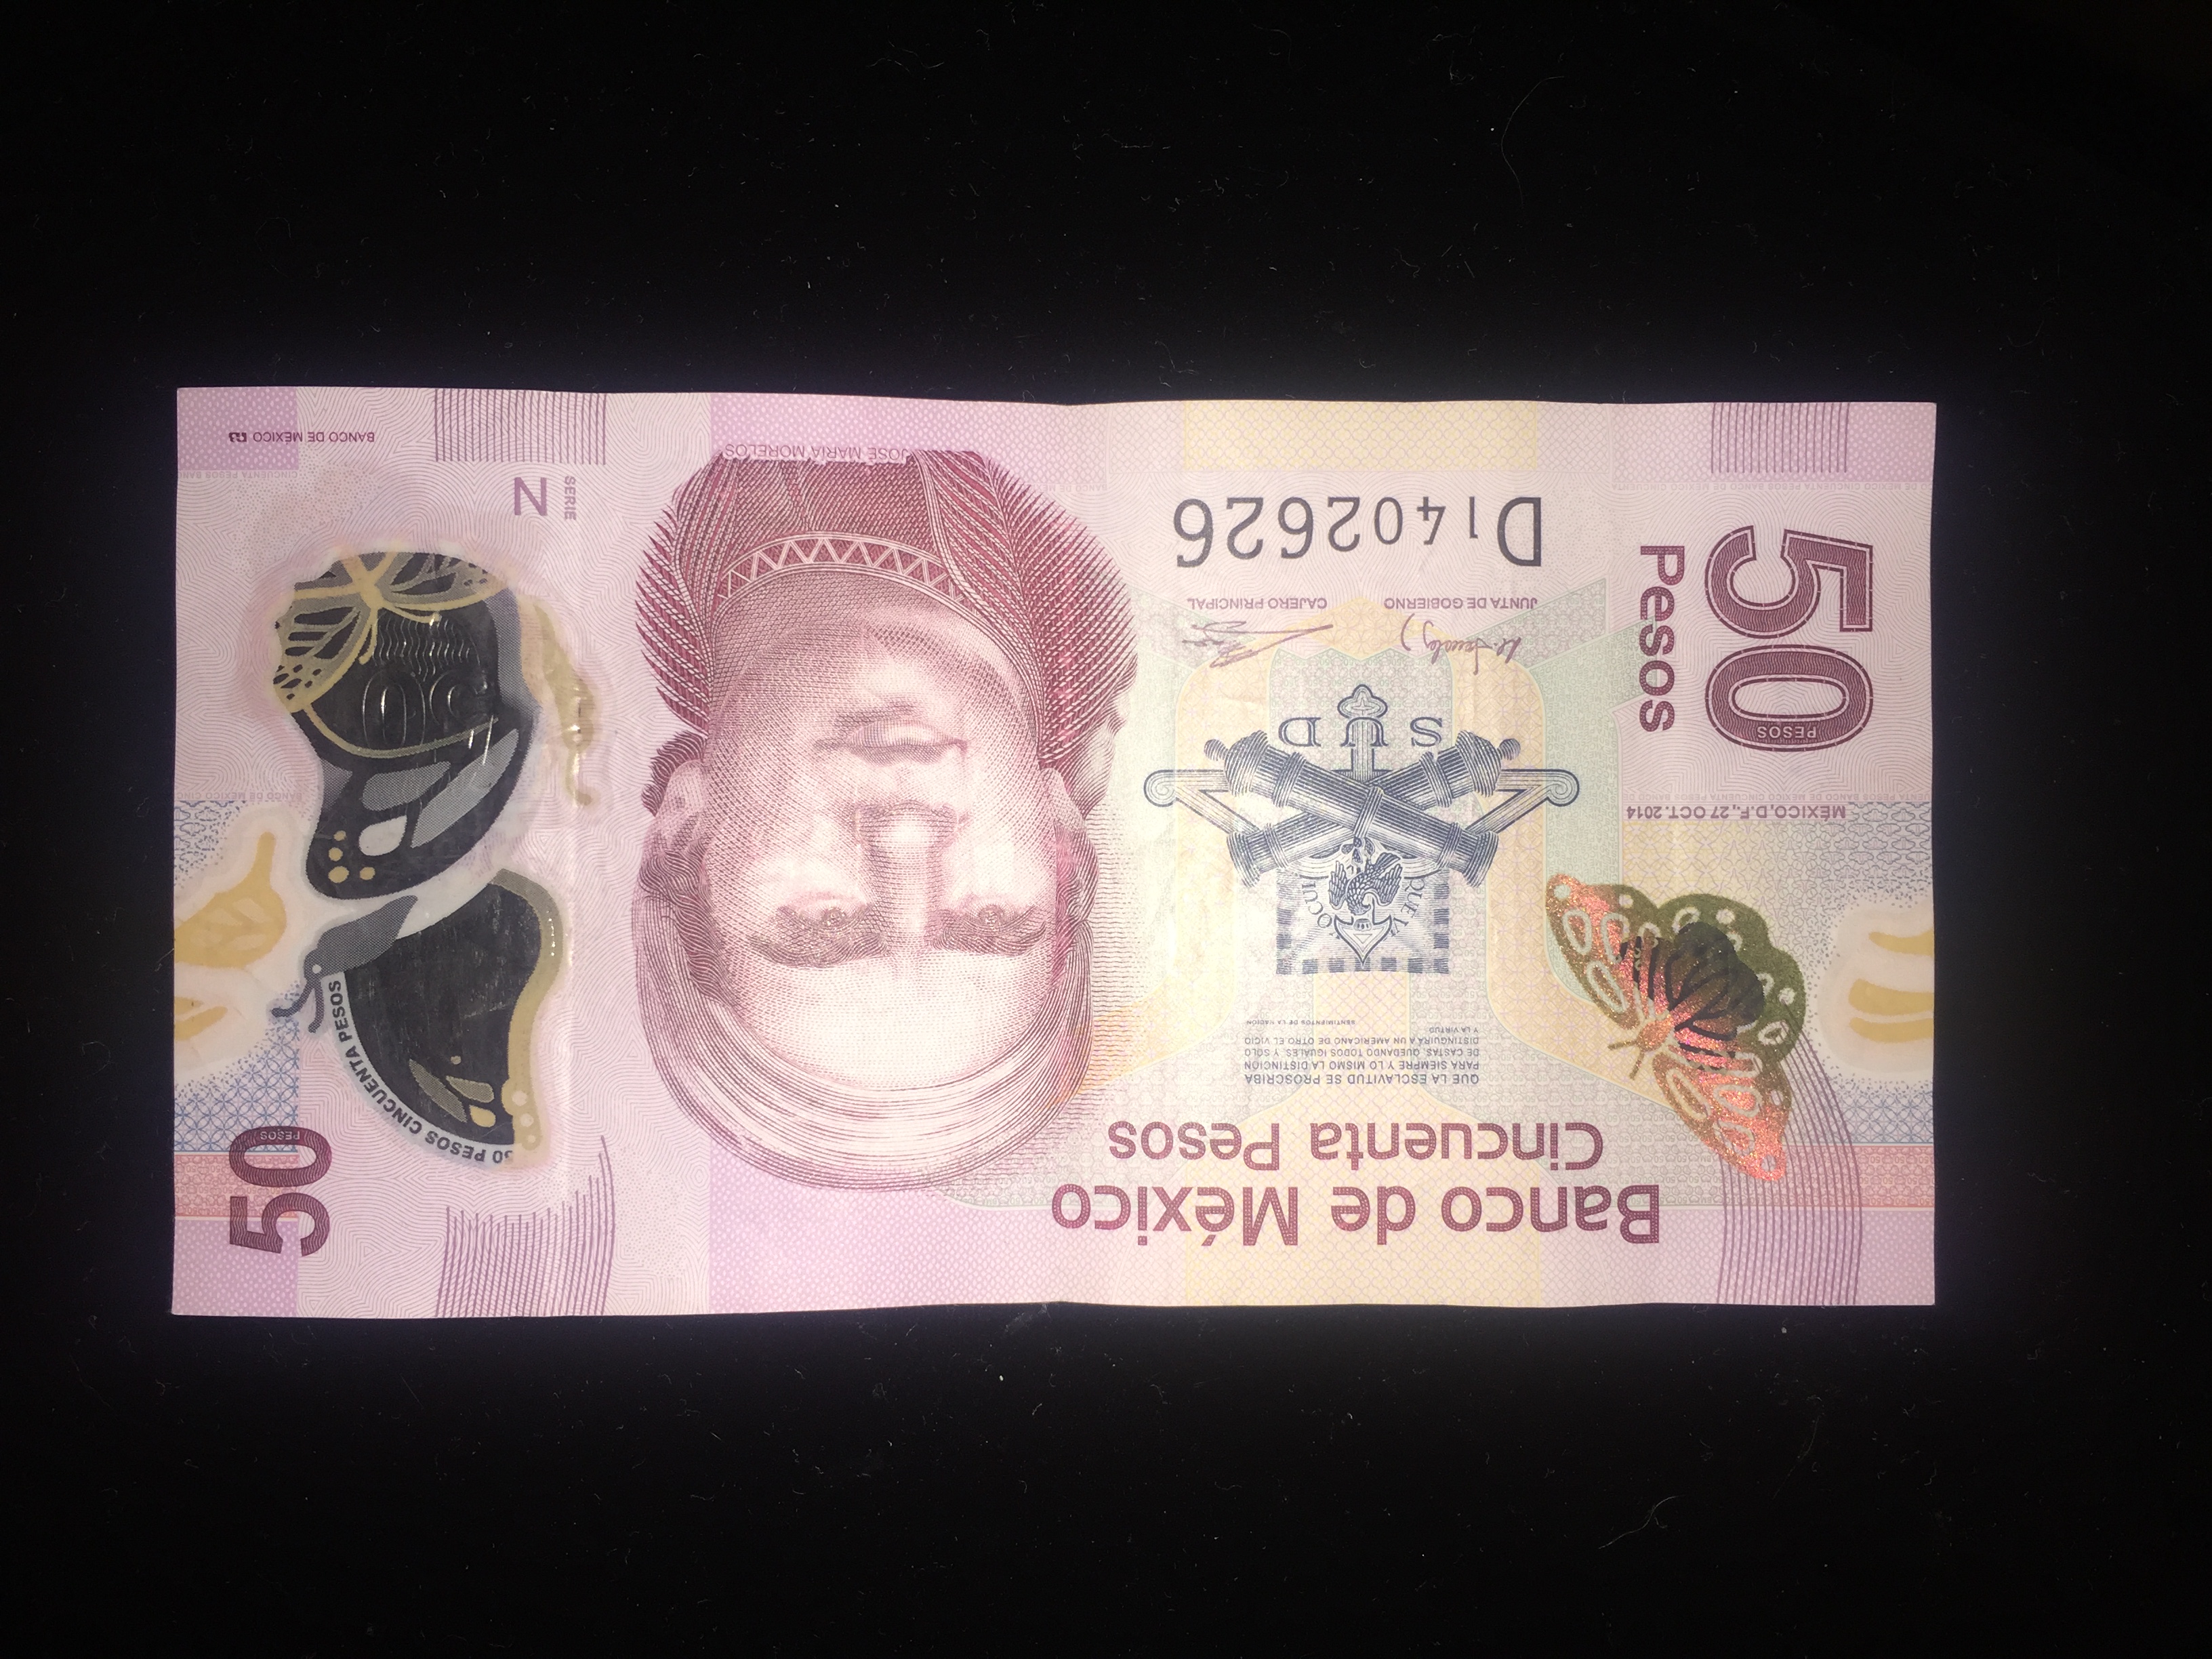 Banco de México
Cincuenta Pesos
50
PESOS
50 PESOS CINCUENTA PESOS
QUE LA ESCLAVITUD SE PROSCRIBA
PARA SIEMPRE Y LO MISMO LA DISTINCIÓN
DE CASTAS, QUEDANDO TODOS IGUALES, Y SÓLO
DISTINGUIRÁ A UN AMERICANO DE OTRO, EL VICIO
Y LA VIRTUD
SENTIMIENTOS DE LA NACIÓN
S U D
MÉXICO, D.F., 27 OCT. 2014
JUNTA DE GOBIERNO
CAJERO PRINCIPAL
D1402626
50
PESOS
Pesos
JOSÉ MARÍA MORELOS
SERIE
N
50
BANCO DE MÉXICO